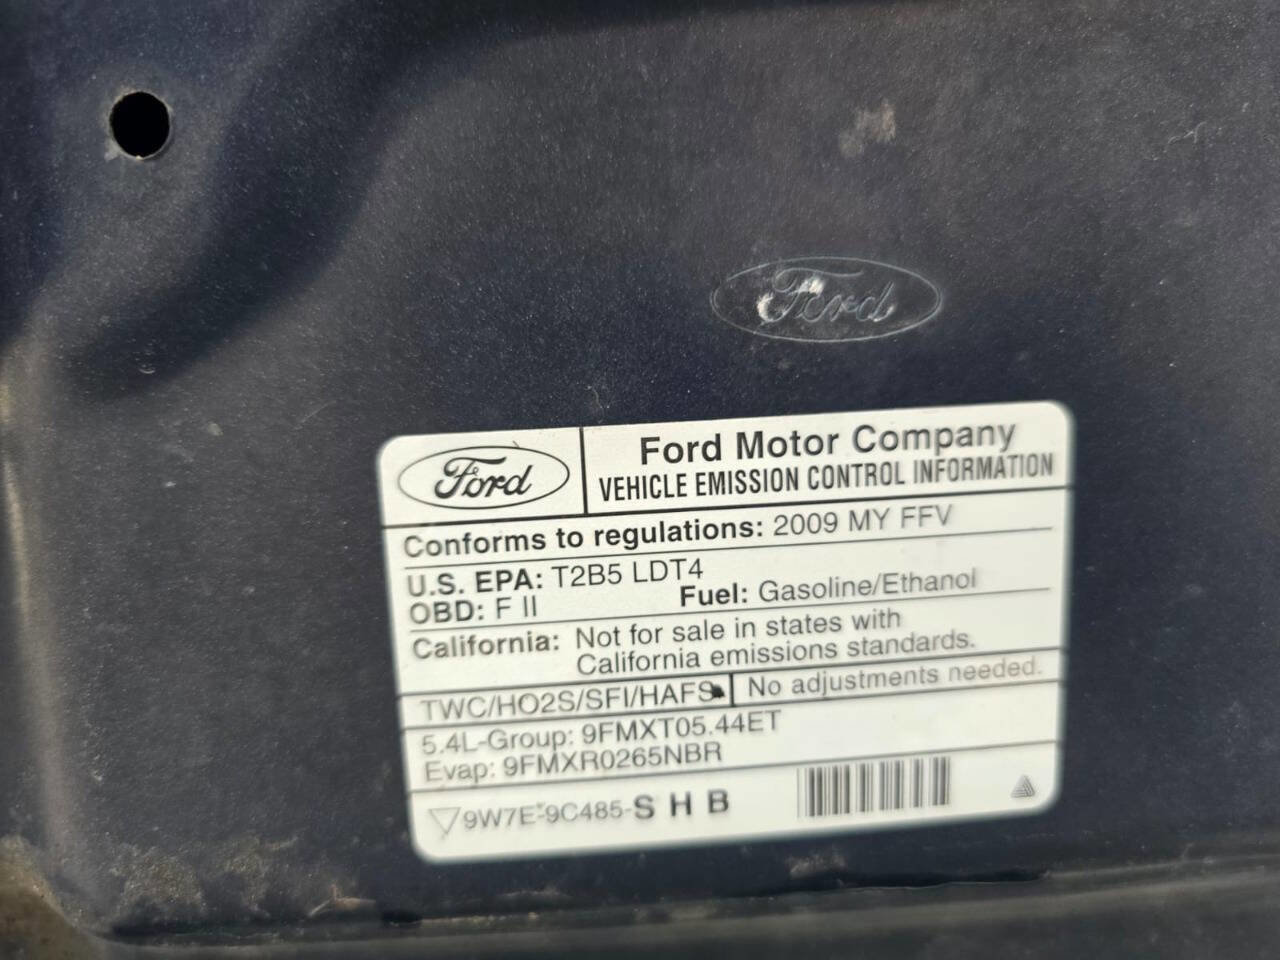 Ford
Ford
Ford Motor Company
VEHICLE EMISSION CONTROL INFORMATION
Conforms to regulations: 2009 MY FFV
U.S. EPA: T2B5 LDT4
OBD: F II Fuel: Gasoline/Ethanol
California: Not for sale in states with
California emissions standards.
TWC/HO2S/SFI/HAFS No adjustments needed.
5.4L-Group: 9FMXT05.44ET
Evap: 9FMXR0265NBR
9W7E-9C485-S H B